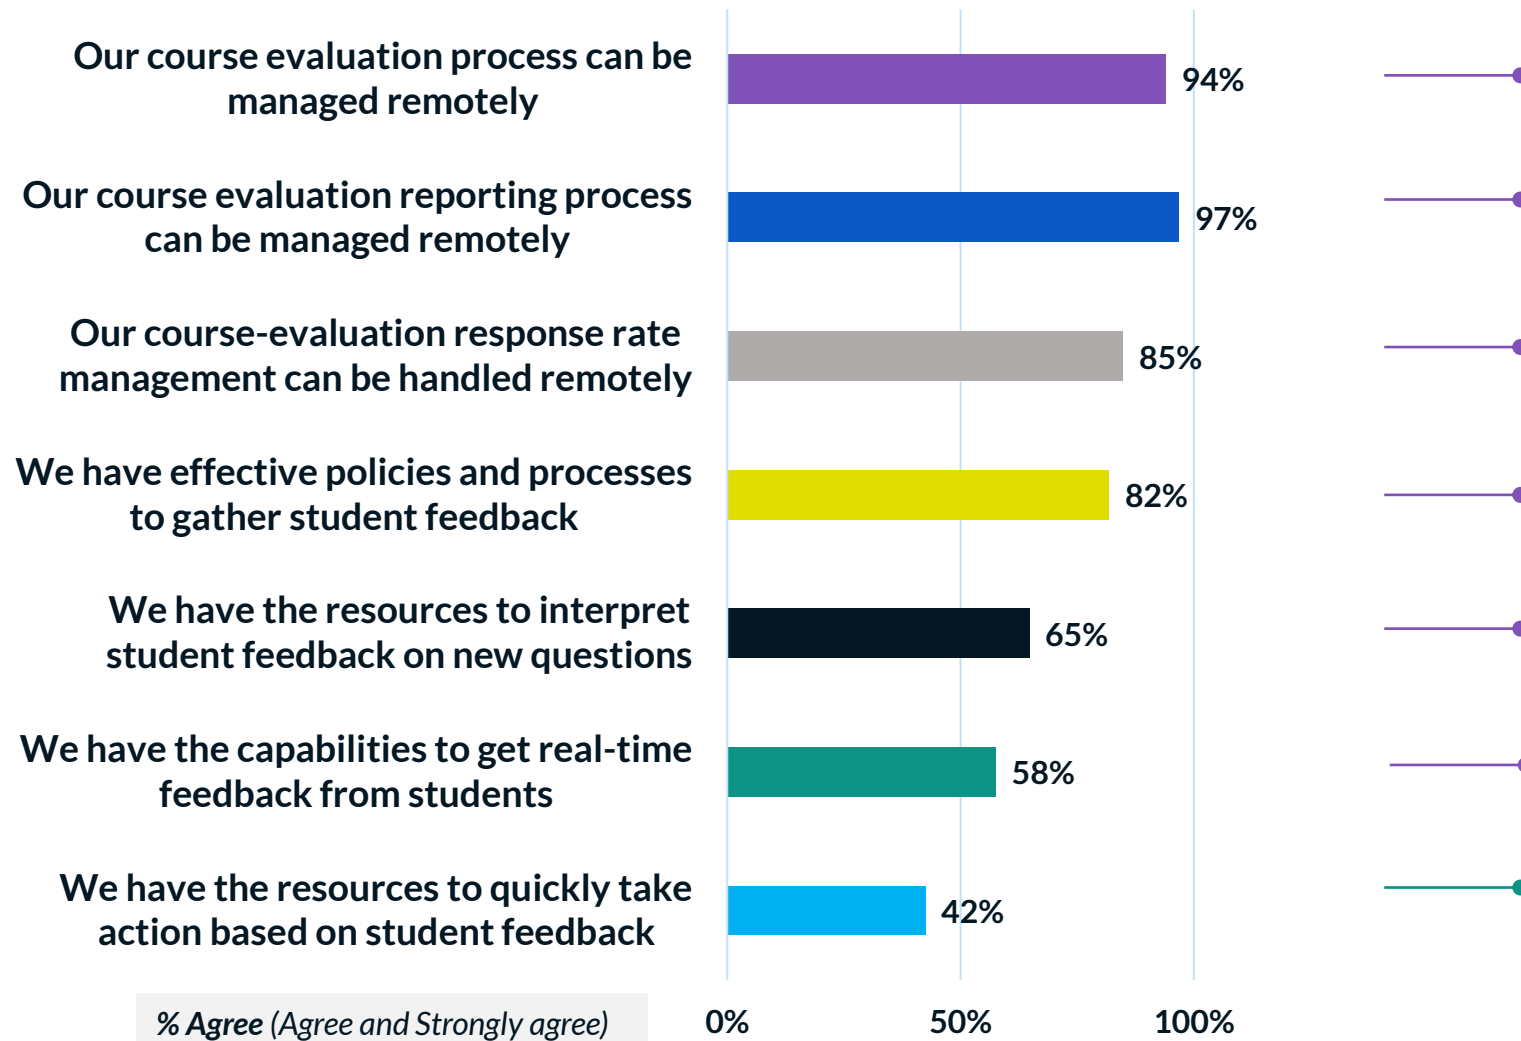 Our course evaluation process can be
managed remotely
94%
Our course evaluation reporting process
can be managed remotely
97%
Our course-evaluation response rate
management can be handled remotely
85%
We have effective policies and processes
to gather student feedback
82%
We have the resources to interpret
student feedback on new questions
65%
We have the capabilities to get real-time
feedback from students
58%
We have the resources to quickly take
action based on student feedback
42%
% Agree (Agree and Strongly agree)
0%
50%
100%